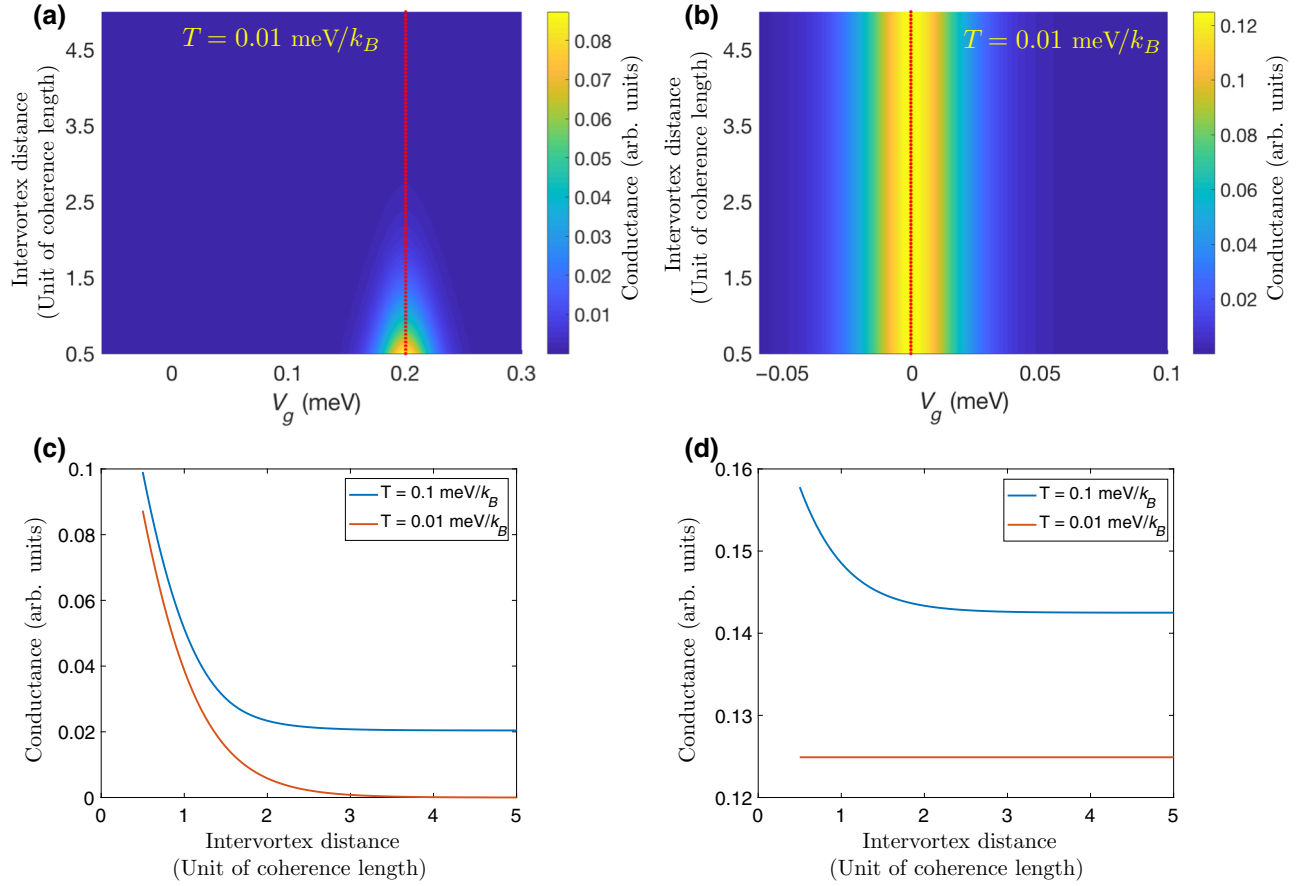 (a)
T = 0.01 meV/k_B
4.5
3.5
2.5
1.5
0.5
0
0.1
0.2
0.3
V_g (meV)
Intervortex distance
(Unit of coherence length)
0.08
0.07
0.06
0.05
0.04
0.03
0.02
0.01
Conductance (arb. units)
(b)
T = 0.01 meV/k_B
4.5
3.5
2.5
1.5
0.5
−0.05
0
0.05
0.1
V_g (meV)
Intervortex distance
(Unit of coherence length)
0.12
0.1
0.08
0.06
0.04
0.02
Conductance (arb. units)
(c)
T = 0.1 meV/k_B
T = 0.01 meV/k_B
0.1
0.08
0.06
0.04
0.02
0
0
1
2
3
4
5
Conductance (arb. units)
Intervortex distance
(Unit of coherence length)
(d)
T = 0.1 meV/k_B
T = 0.01 meV/k_B
0.16
0.15
0.14
0.13
0.12
0
1
2
3
4
5
Conductance (arb. units)
Intervortex distance
(Unit of coherence length)